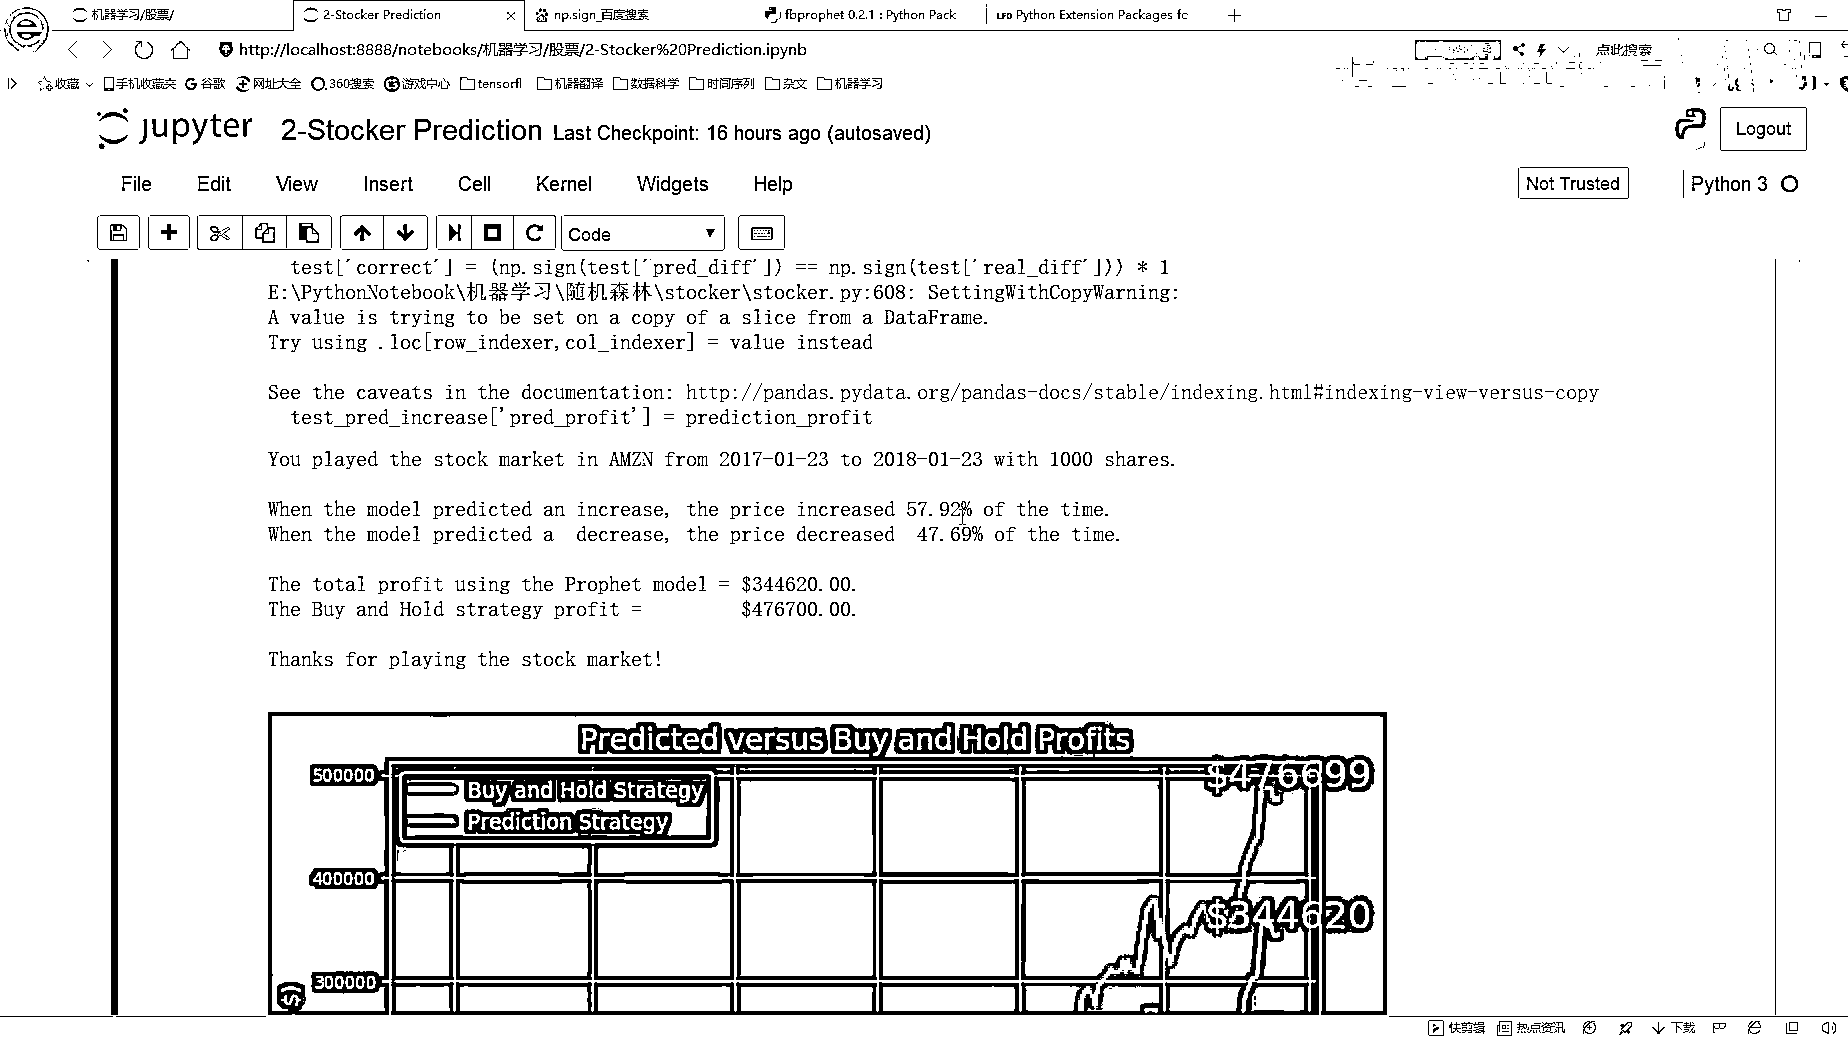 机器学习/股票/
2-Stocker Prediction
np.sign_百度搜索
fbprophet 0.2.1 : Python Pack
LFD Python Extension Packages fc
http://localhost:8888/notebooks/机器学习/股票/2-Stocker%20Prediction.ipynb
点此搜索
收藏 手机收藏夹 谷歌 网址大全 360搜索 游戏中心 tensorfl 机器翻译 数据科学 时间序列 杂文 机器学习
jupyter 2-Stocker Prediction Last Checkpoint: 16 hours ago (autosaved)
Logout
File Edit View Insert Cell Kernel Widgets Help
Not Trusted Python 3
Code
test['correct'] = (np.sign(test['pred_diff']) == np.sign(test['real_diff'])) * 1
E:\PythonNotebook\机器学习\随机森林\stocker\stocker.py:608: SettingWithCopyWarning:
A value is trying to be set on a copy of a slice from a DataFrame.
Try using .loc[row_indexer,col_indexer] = value instead
See the caveats in the documentation: http://pandas.pydata.org/pandas-docs/stable/indexing.html#indexing-view-versus-copy
test_pred_increase['pred_profit'] = prediction_profit
You played the stock market in AMZN from 2017-01-23 to 2018-01-23 with 1000 shares.
When the model predicted an increase, the price increased 57.92% of the time.
When the model predicted a  decrease, the price decreased  47.69% of the time.
The total profit using the Prophet model = $344620.00.
The Buy and Hold strategy profit =         $476700.00.
Thanks for playing the stock market!
Predicted versus Buy and Hold Profits
$476699
500000
Buy and Hold Strategy
Prediction Strategy
400000
$344620
300000
$)
快剪辑 热点资讯 下载